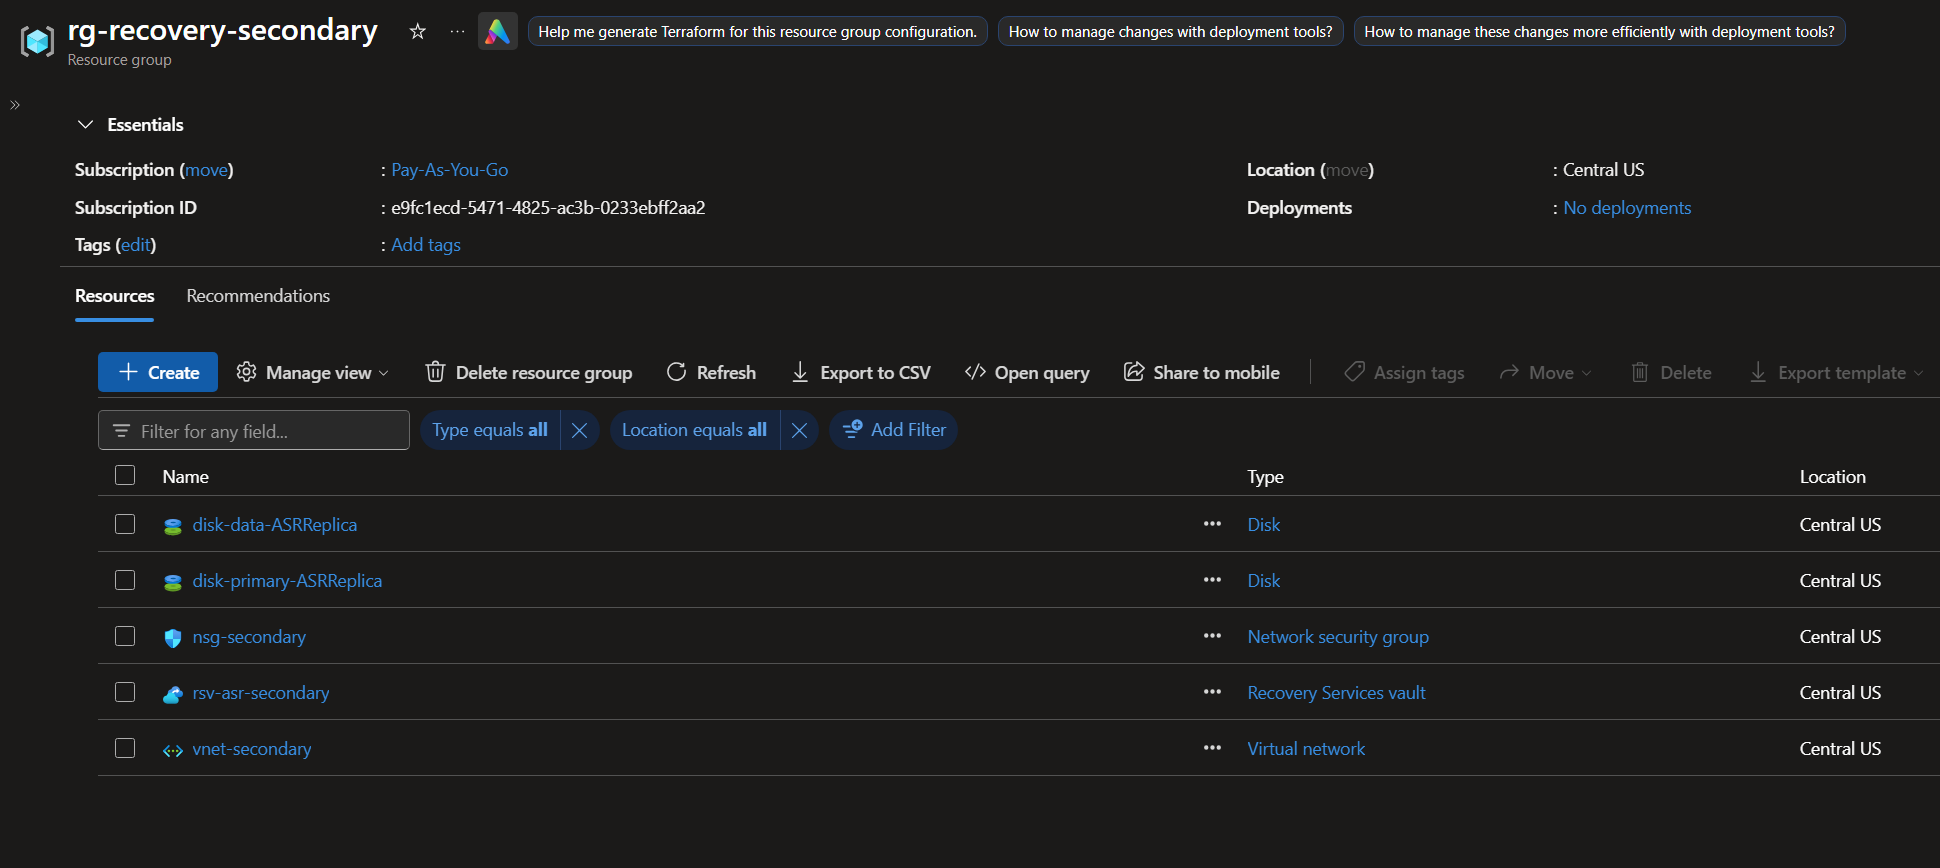 rg-recovery-secondary
Resource group
Help me generate Terraform for this resource group configuration.
How to manage changes with deployment tools?
How to manage these changes more efficiently with deployment tools?
Essentials
Subscription (move) : Pay-As-You-Go
Location (move) : Central US
Subscription ID : e9fc1ecd-5471-4825-ac3b-0233ebff2aa2
Deployments : No deployments
Tags (edit) : Add tags
Resources Recommendations
Create Manage view Delete resource group Refresh Export to CSV Open query Share to mobile Assign tags Move Delete Export template
Filter for any field... Type equals all Location equals all Add Filter
Name Type Location
disk-data-ASRReplica Disk Central US
disk-primary-ASRReplica Disk Central US
nsg-secondary Network security group Central US
rsv-asr-secondary Recovery Services vault Central US
vnet-secondary Virtual network Central US